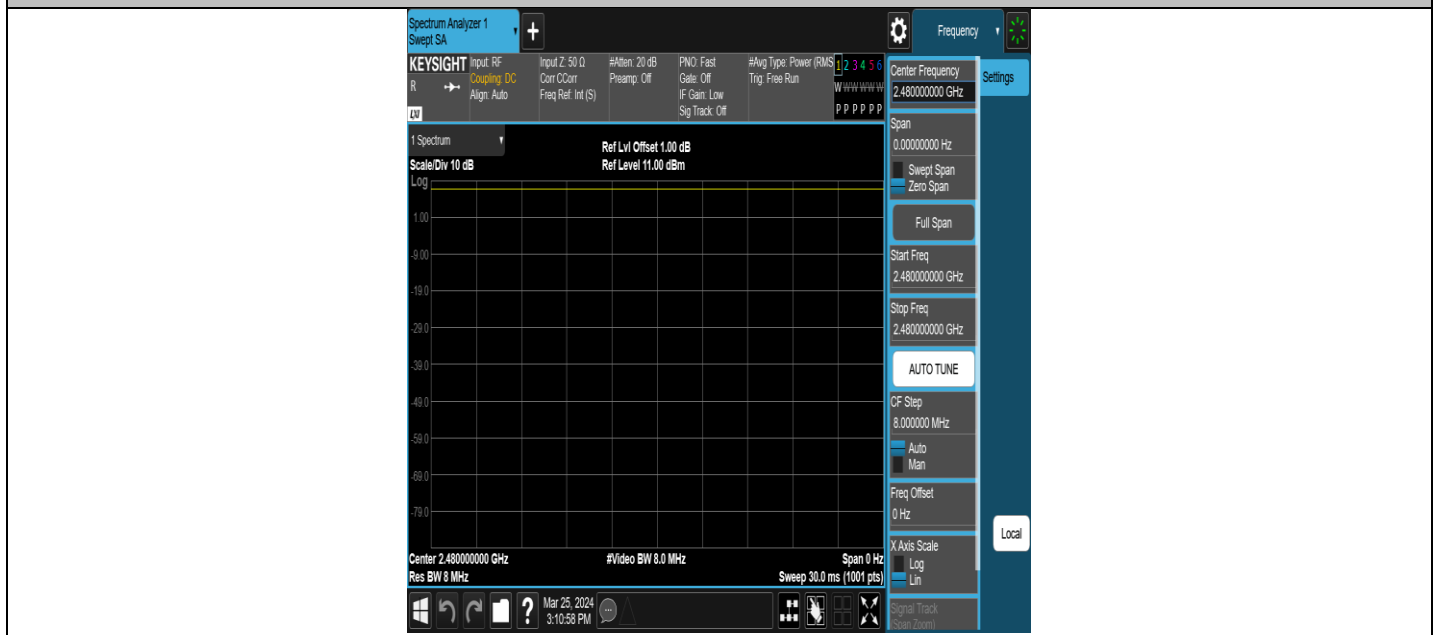 Spectrum Analyzer 1
Swept SA
+
Frequency
KEYSIGHT
R
LXI
Input: RF
Coupling: DC
Align: Auto
Input Z: 50 Ω
Corr CCorr
Freq Ref: Int (S)
#Atten: 20 dB
Preamp: Off
PNO: Fast
Gate: Off
IF Gain: Low
Sig Track: Off
#Avg Type: Power (RMS
Trig: Free Run
1 2 3 4 5 6
W W W W W W
P P P P P P
1 Spectrum
Scale/Div 10 dB
Log
Ref Lvl Offset 1.00 dB
Ref Level 11.00 dBm
1.00
-9.00
-19.0
-29.0
-39.0
-49.0
-59.0
-69.0
-79.0
Center 2.480000000 GHz
Res BW 8 MHz
#Video BW 8.0 MHz
Span 0 Hz
Sweep 30.0 ms (1001 pts)
?
Mar 25, 2024
3:10:58 PM
Center Frequency
2.480000000 GHz
Settings
Span
0.00000000 Hz
Swept Span
Zero Span
Full Span
Start Freq
2.480000000 GHz
Stop Freq
2.480000000 GHz
AUTO TUNE
CF Step
8.000000 MHz
Auto
Man
Freq Offset
0 Hz
X Axis Scale
Log
Lin
Signal Track
(Span Zoom)
Local